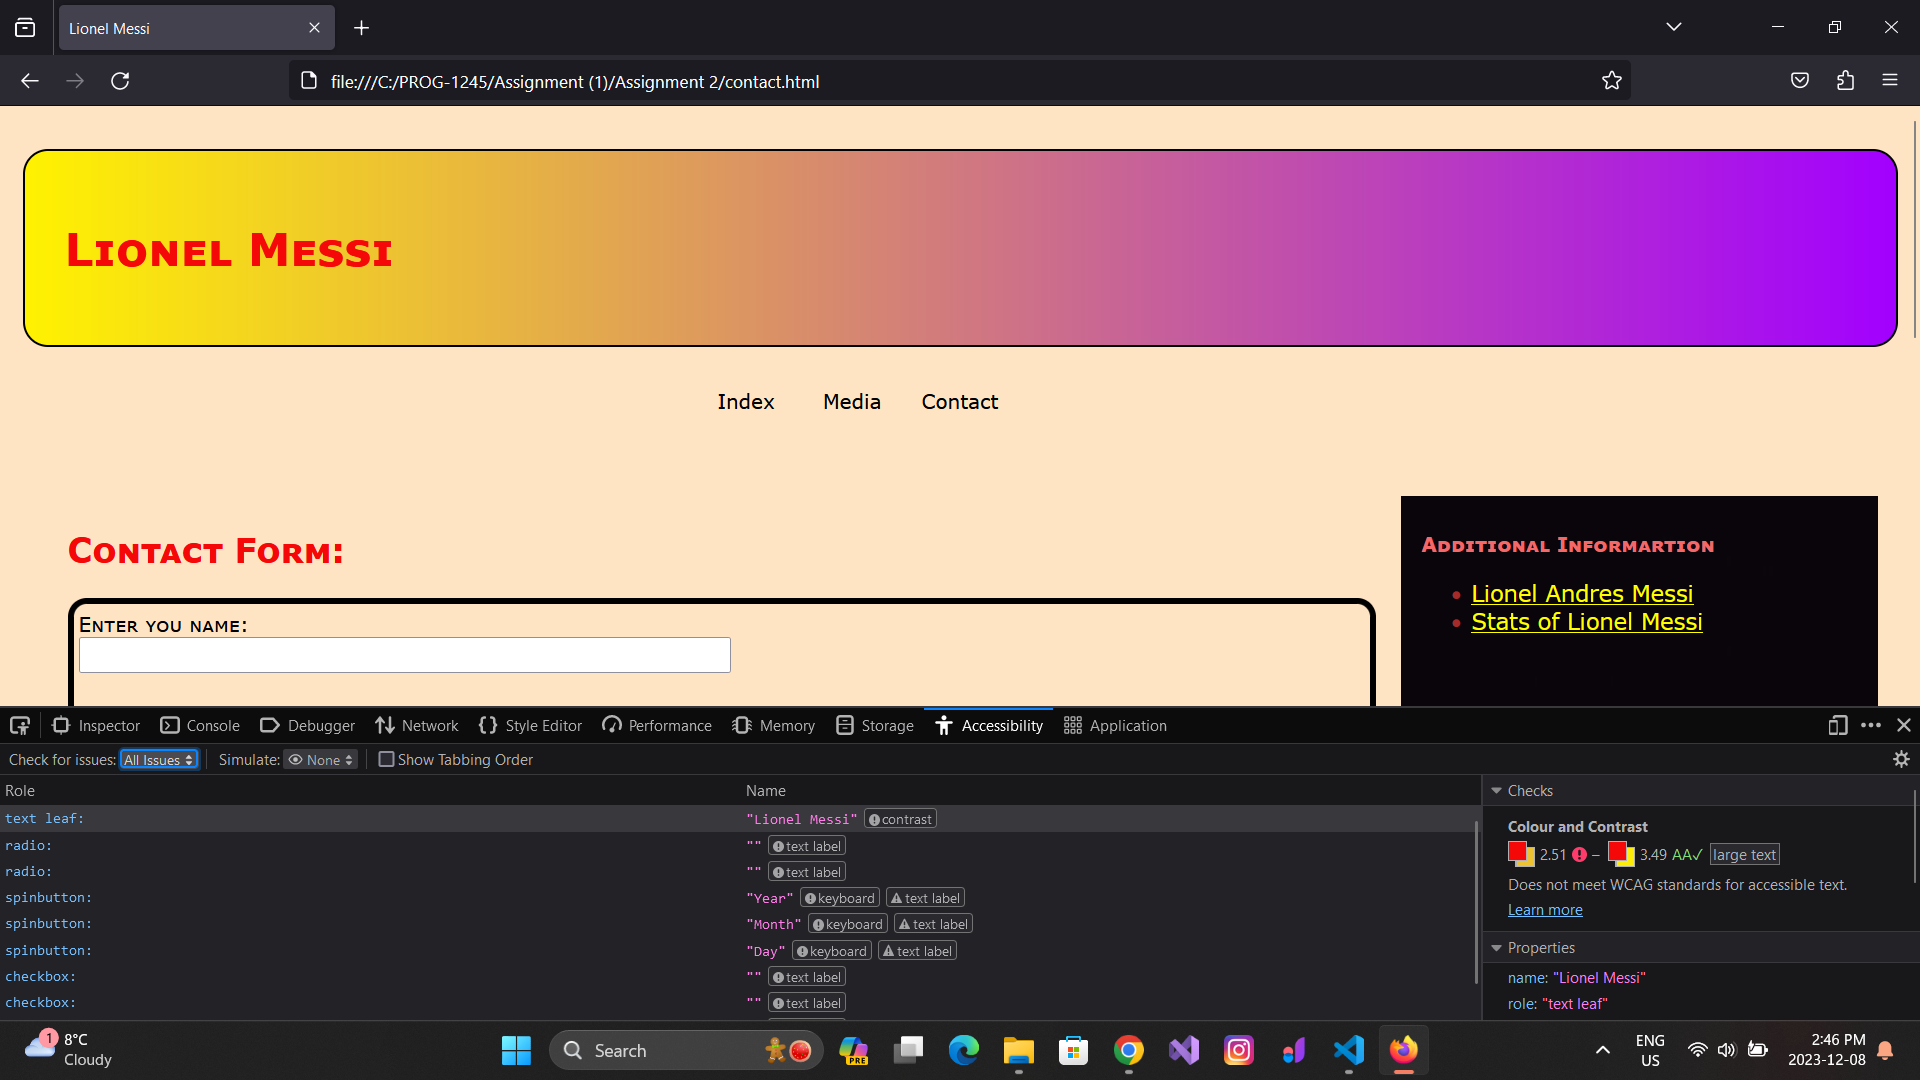 Lionel Messi
file:///C:/PROG-1245/Assignment (1)/Assignment 2/contact.html
Lionel Messi
Index Media Contact
Contact Form:
Enter you name:
Additional Informartion
Lionel Andres Messi
Stats of Lionel Messi
Inspector Console Debugger Network Style Editor Performance Memory Storage Accessibility Application
Check for issues: All Issues Simulate: None Show Tabbing Order
Role Name
text leaf: "Lionel Messi" contrast
radio: "" text label
radio: "" text label
spinbutton: "Year" keyboard text label
spinbutton: "Month" keyboard text label
spinbutton: "Day" keyboard text label
checkbox: "" text label
checkbox: "" text label
Checks
Colour and Contrast
2.51 – 3.49 AA✓ large text
Does not meet WCAG standards for accessible text.
Learn more
Properties
name: "Lionel Messi"
role: "text leaf"
1
8°C
Cloudy
Search
PRE
ENG
US
2:46 PM
2023-12-08